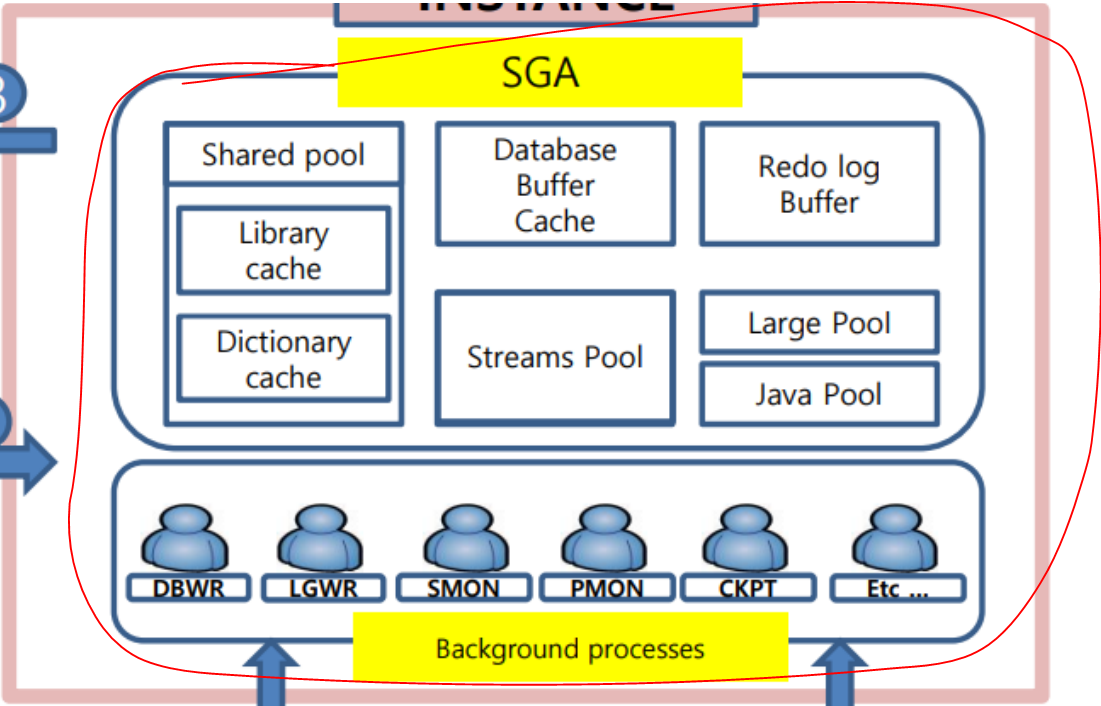 INSTANCE
SGA
Shared pool
Library
cache
Dictionary
cache
Database
Buffer
Cache
Redo log
Buffer
Streams Pool
Large Pool
Java Pool
DBWR
LGWR
SMON
PMON
CKPT
Etc ...
Background processes